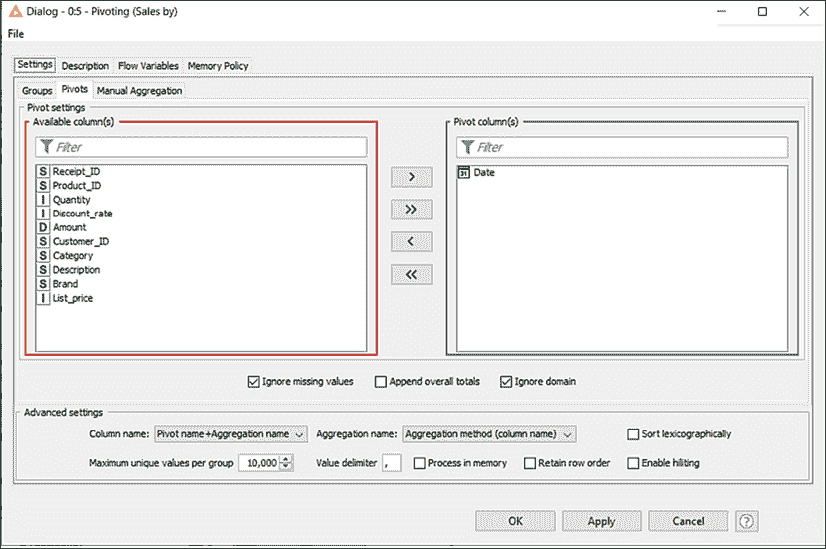 Dialog - 0:5 - Pivoting (Sales by)
File
Settings Description Flow Variables Memory Policy
Groups Pivots Manual Aggregation
Pivot settings
Available column(s)
Filter
S Receipt_ID
S Product_ID
I Quantity
I Discount_rate
D Amount
S Customer_ID
S Category
S Description
S Brand
I List_price
>
>>
<
<<
Pivot column(s)
Filter
31 Date
Ignore missing values Append overall totals Ignore domain
Advanced settings
Column name: Pivot name+Aggregation name Aggregation name: Aggregation method (column name) Sort lexicographically
Maximum unique values per group 10,000 Value delimiter , Process in memory Retain row order Enable hiliting
OK Apply Cancel ?